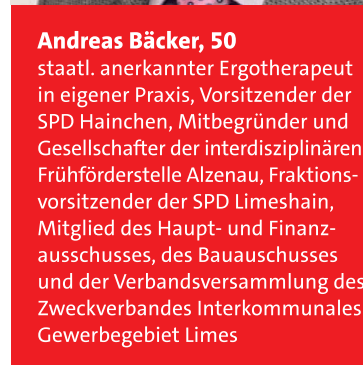 Andreas Bäcker, 50
staatl. anerkannter Ergotherapeut
in eigener Praxis, Vorsitzender der
SPD Hainchen, Mitbegründer und
Gesellschafter der interdisziplinären
Frühförderstelle Alzenau, Fraktions-
vorsitzender der SPD Limeshain,
Mitglied des Haupt- und Finanz-
ausschusses, des Bauauschusses
und der Verbandsversammlung des
Zweckverbandes Interkommunales
Gewerbegebiet Limes